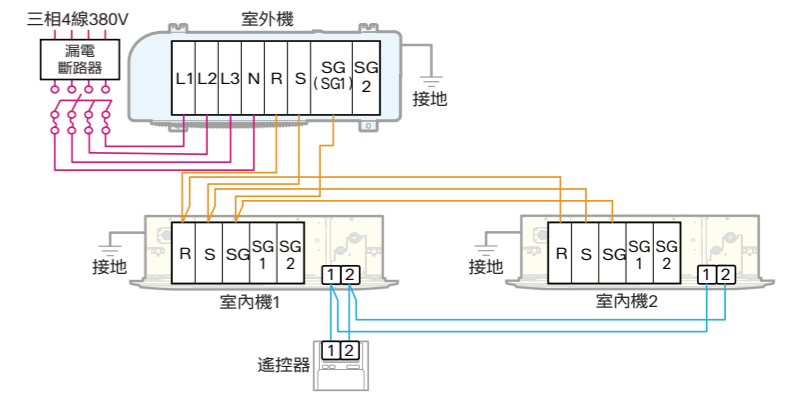 三相4線380V
室外機
漏電
斷路器
L1 L2 L3 N R S SG (SG1) SG 2
接地
R S SG SG 1 SG 2
1 2
接地
室內機1
R S SG SG 1 SG 2
1 2
接地
室內機2
遙控器
1 2